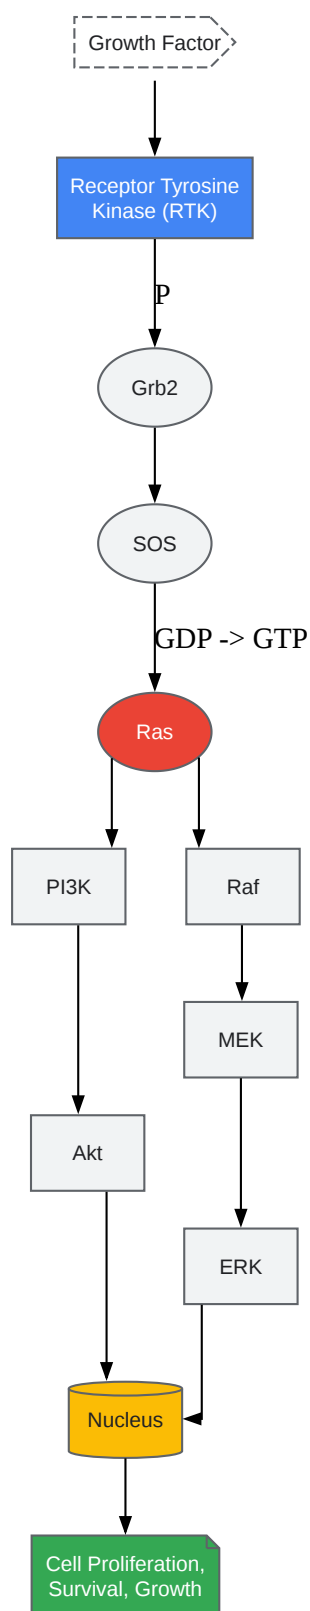 Growth Factor
Receptor Tyrosine
Kinase (RTK)
P
Grb2
SOS
GDP -> GTP
Ras
PI3K
Raf
MEK
Akt
ERK
Nucleus
Cell Proliferation,
Survival, Growth